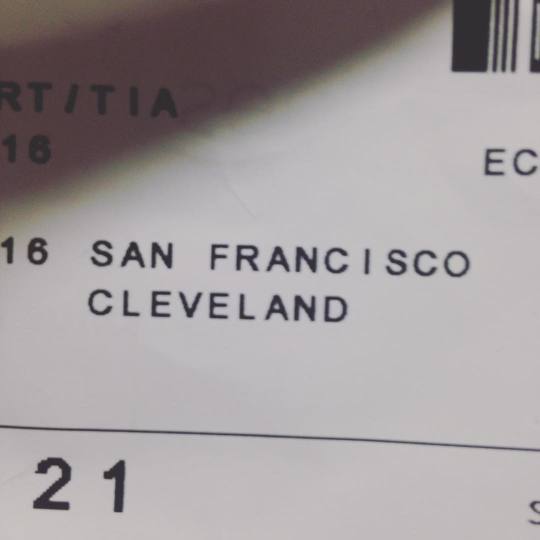 RT/TIA
16
EC
16 SAN FRANCISCO
CLEVELAND
21
S